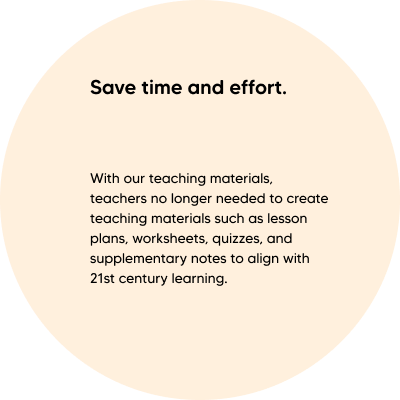 Save time and effort.
With our teaching materials,
teachers no longer needed to create
teaching materials such as lesson
plans, worksheets, quizzes, and
supplementary notes to align with
21st century learning.